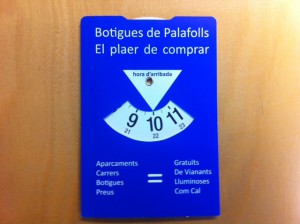 Botigues de Palafolls
El plaer de comprar
hora d'arribada
9 10 11
21 22 23
Aparcaments Gratuïts
Carrers De Vianants
Botigues = Lluminoses
Preus Com Cal